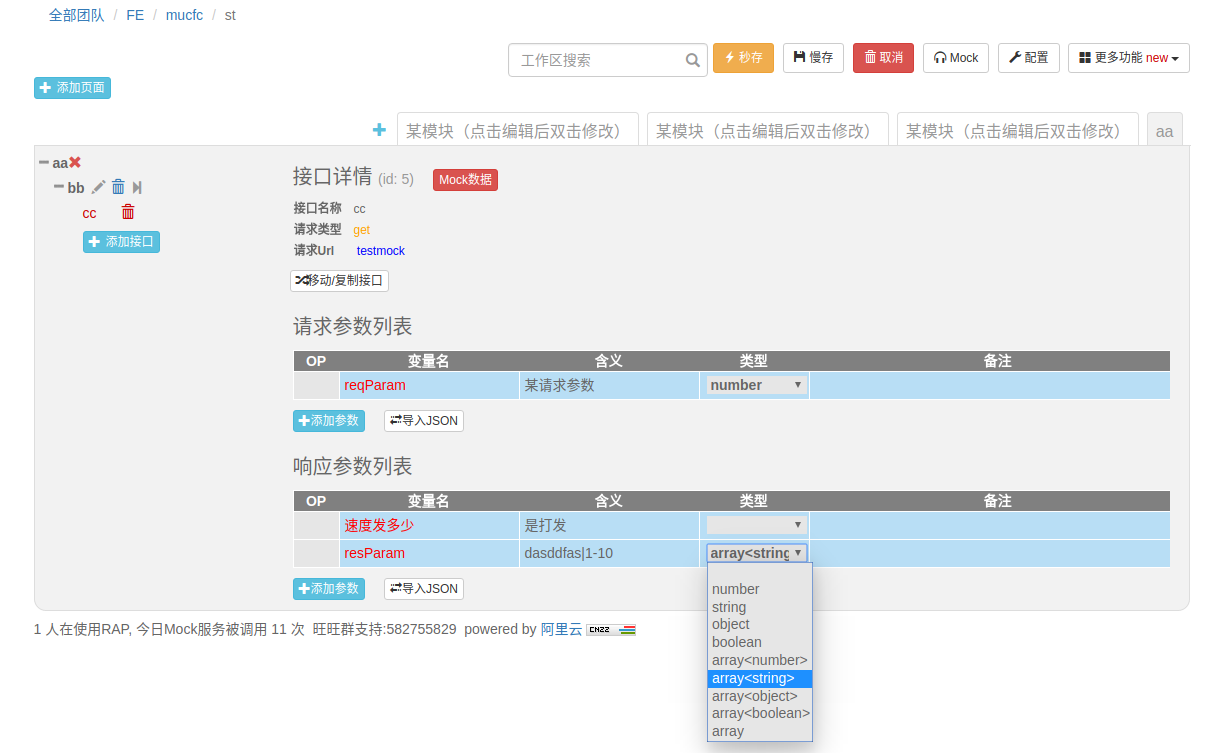 全部团队 / FE / mucfc / st
工作区搜索 秒存 慢存 取消 Mock 配置 更多功能 new
添加页面
某模块（点击编辑后双击修改） 某模块（点击编辑后双击修改） 某模块（点击编辑后双击修改） aa
aa
bb
cc
添加接口
接口详情 (id: 5) Mock数据
接口名称 cc
请求类型 get
请求Url testmock
移动/复制接口
请求参数列表
OP 变量名 含义 类型 备注
reqParam 某请求参数 number
添加参数 导入JSON
响应参数列表
OP 变量名 含义 类型 备注
速度发多少 是打发
resParam dasddfas|1-10 array<string
添加参数 导入JSON
number
string
object
boolean
array<number>
array<string>
array<object>
array<boolean>
array
1 人在使用RAP, 今日Mock服务被调用 11 次 旺旺群支持:582755829 powered by 阿里云 CNZZ